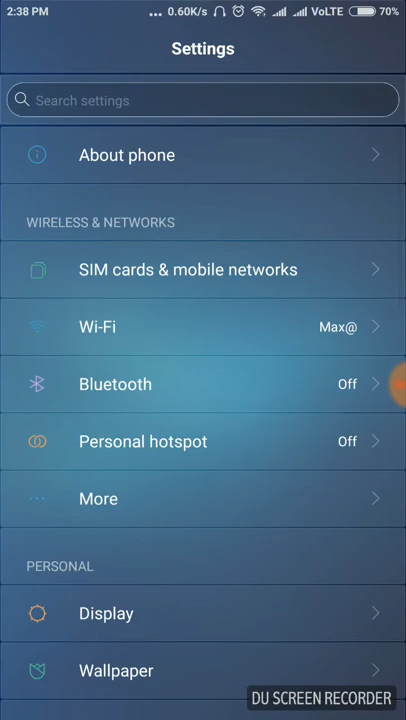 2:38 PM ... 0.60K/s VoLTE 70%
Settings
Search settings
About phone
WIRELESS & NETWORKS
SIM cards & mobile networks
Wi-Fi Max@
Bluetooth Off
Personal hotspot Off
More
PERSONAL
Display
Wallpaper
DU SCREEN RECORDER